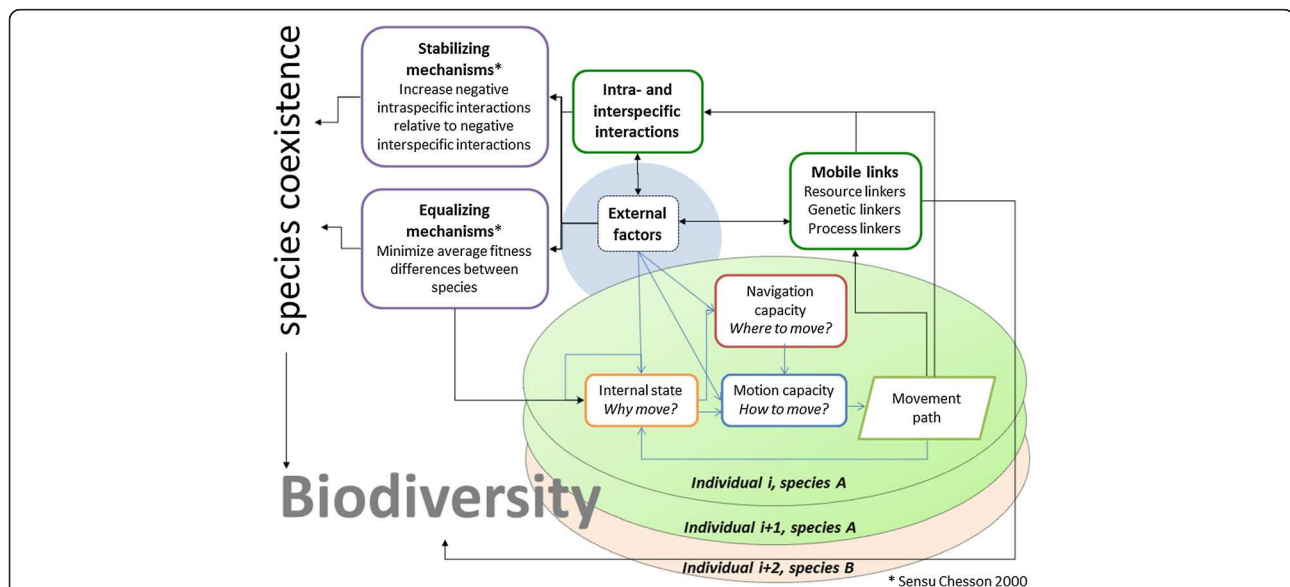 species coexistence
Stabilizing
mechanisms*
Increase negative
intraspecific interactions
relative to negative
interspecific interactions
Equalizing
mechanisms*
Minimize average fitness
differences between
species
Intra- and
interspecific
interactions
External
factors
Mobile links
Resource linkers
Genetic linkers
Process linkers
Navigation
capacity
Where to move?
Internal state
Why move?
Motion capacity
How to move?
Movement
path
Individual i, species A
Biodiversity
Individual i+1, species A
Individual i+2, species B
* Sensu Chesson 2000